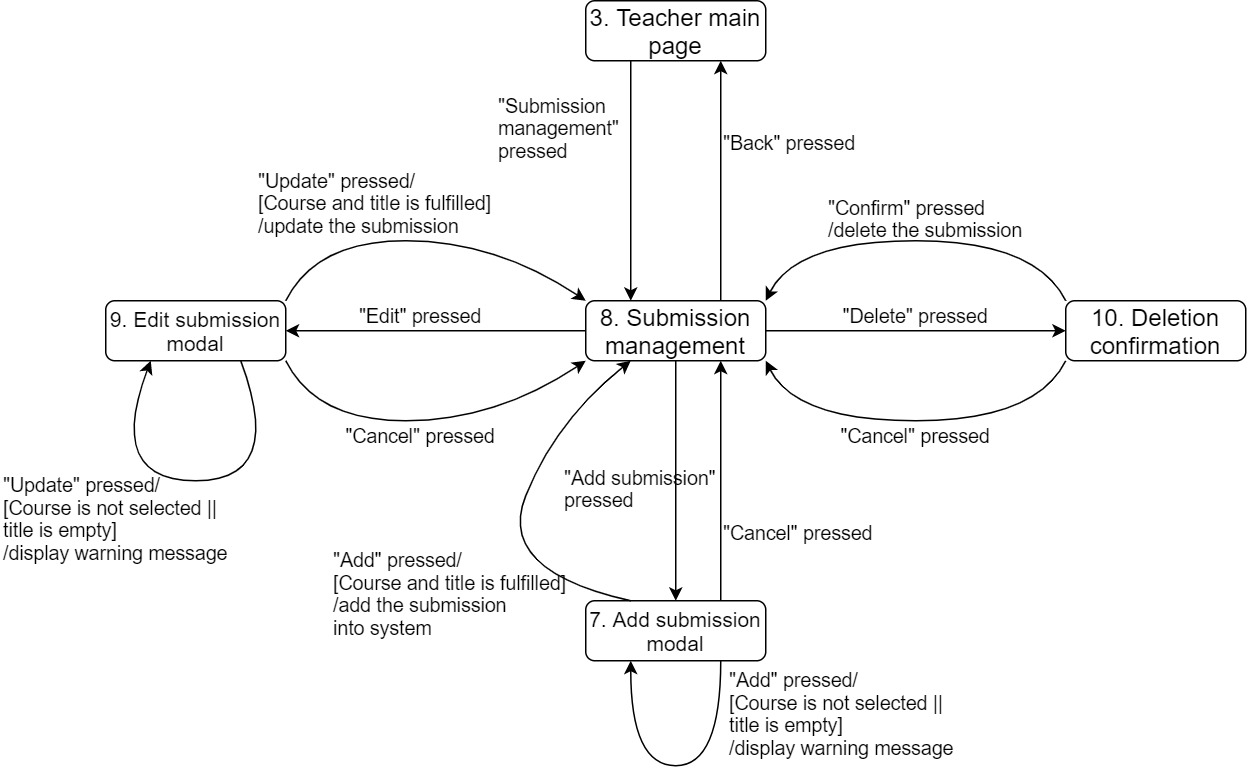 3. Teacher main
page
"Submission
management"
pressed
"Back" pressed
"Update" pressed/
[Course and title is fulfilled]
/update the submission
"Confirm" pressed
/delete the submission
9. Edit submission
modal
"Edit" pressed
8. Submission
management
"Delete" pressed
10. Deletion
confirmation
"Cancel" pressed
"Cancel" pressed
"Update" pressed/
[Course is not selected ||
title is empty]
/display warning message
"Add submission"
pressed
"Cancel" pressed
"Add" pressed/
[Course and title is fulfilled]
/add the submission
into system
7. Add submission
modal
"Add" pressed/
[Course is not selected ||
title is empty]
/display warning message